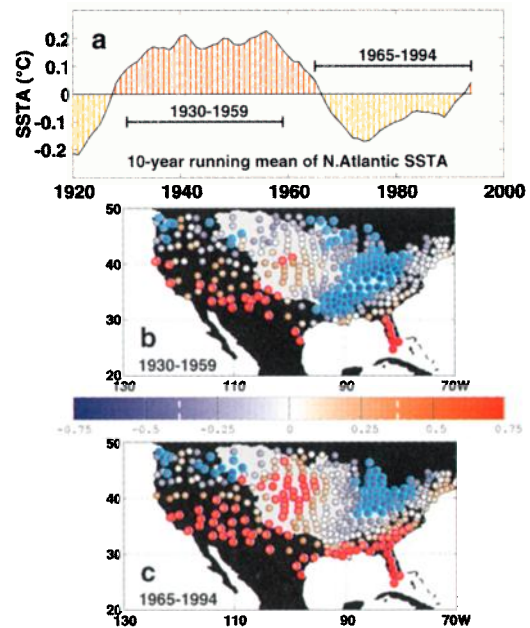 a
SSTA (°C)
0.2
0.1
0
-0.1
-0.2
1965-1994
1930-1959
10-year running mean of N.Atlantic SSTA
1920 1940 1960 1980 2000
50
40
30
20
b
1930-1959
130 110 90 70W
-0.75 -0.5 -0.25 0 0.25 0.5 0.75
50
40
30
20
c
1965-1994
130 110 90 70W